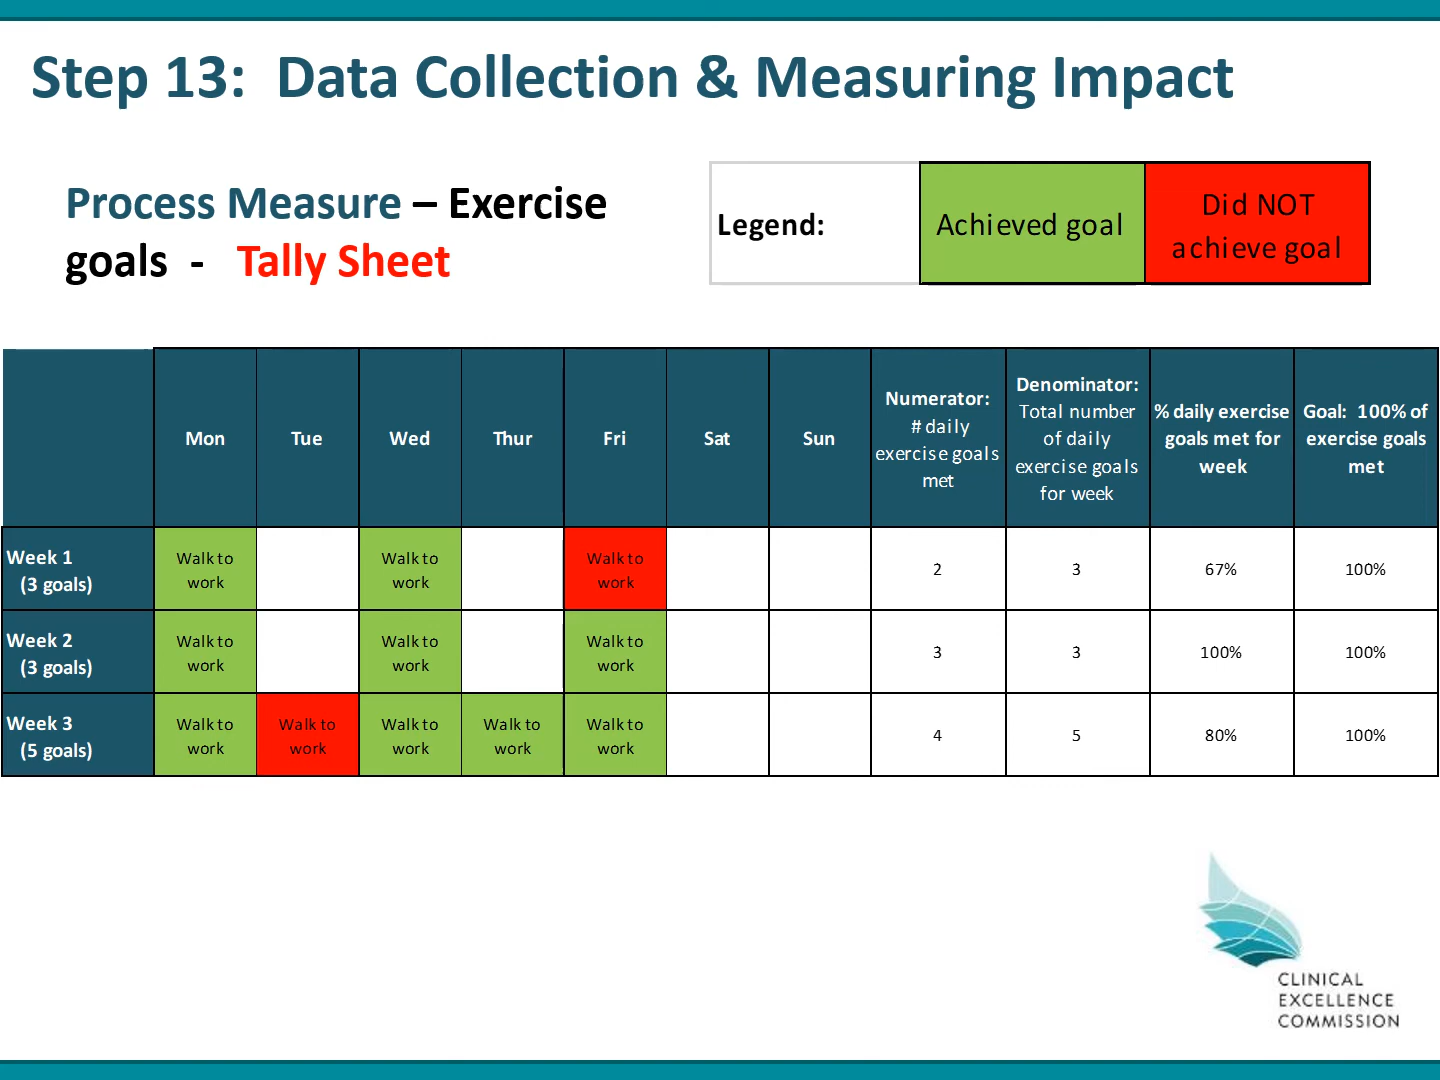 Step 13:  Data Collection & Measuring Impact
Process Measure – Exercise
goals  -   Tally Sheet
Legend:
Achieved goal
Did NOT
achieve goal
Mon
Tue
Wed
Thur
Fri
Sat
Sun
Numerator:
# daily
exercise goals
met
Denominator:
Total number
of daily
exercise goals
for week
% daily exercise
goals met for
week
Goal:  100% of
exercise goals
met
Week 1
(3 goals)
Walk to
work
Walk to
work
Walk to
work
2
3
67%
100%
Week 2
(3 goals)
Walk to
work
Walk to
work
Walk to
work
3
3
100%
100%
Week 3
(5 goals)
Walk to
work
Walk to
work
Walk to
work
Walk to
work
Walk to
work
4
5
80%
100%
CLINICAL
EXCELLENCE
COMMISSION